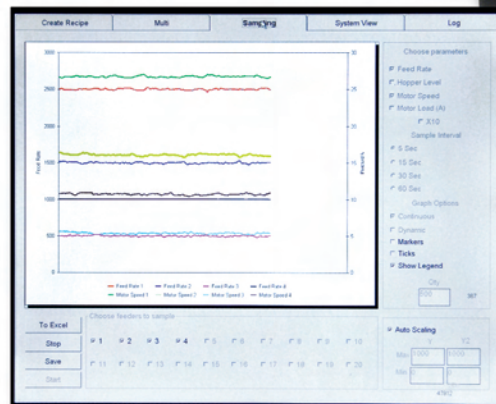 Create Recipe Multi Sampling System View Log
Choose parameters
Feed Rate
Hopper Level
Motor Speed
Motor Load (A)
X10
Sample Interval
5 Sec
15 Sec
30 Sec
60 Sec
Graph Options
Continuous
Dynamic
Markers
Ticks
Show Legend
Qty
3000
2500
2000
1500
1000
500
0
30
25
20
15
10
5
0
Feed Rate
Feed Rate 1 Feed Rate 2 Feed Rate 3 Feed Rate 4
Motor Speed 1 Motor Speed 2 Motor Speed 3 Motor Speed 4
To Excel
Stop
Save
Start
Choose feeders to sample
1 2 3 4 5 6 7 8 9 10
11 12 13 14 15 16 17 18 19 20
Auto Scaling
Y Y2
Max
Min 0 0